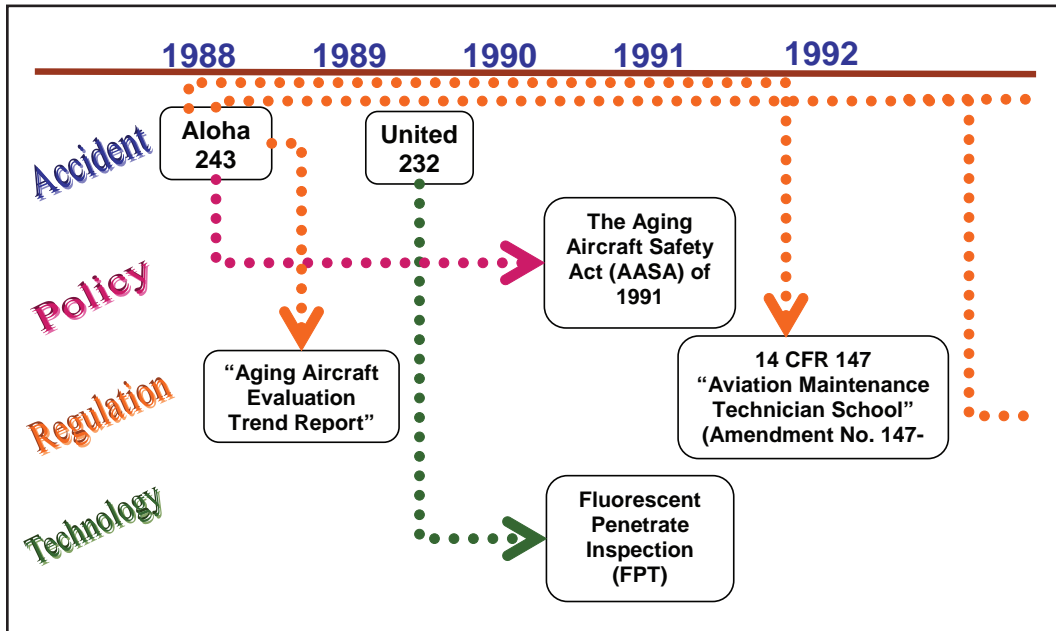 1988 1989 1990 1991 1992
Accident
Aloha
243
United
232
Policy
The Aging
Aircraft Safety
Act (AASA) of
1991
Regulation
“Aging Aircraft
Evaluation
Trend Report”
14 CFR 147
“Aviation Maintenance
Technician School”
(Amendment No. 147-
Technology
Fluorescent
Penetrate
Inspection
(FPT)